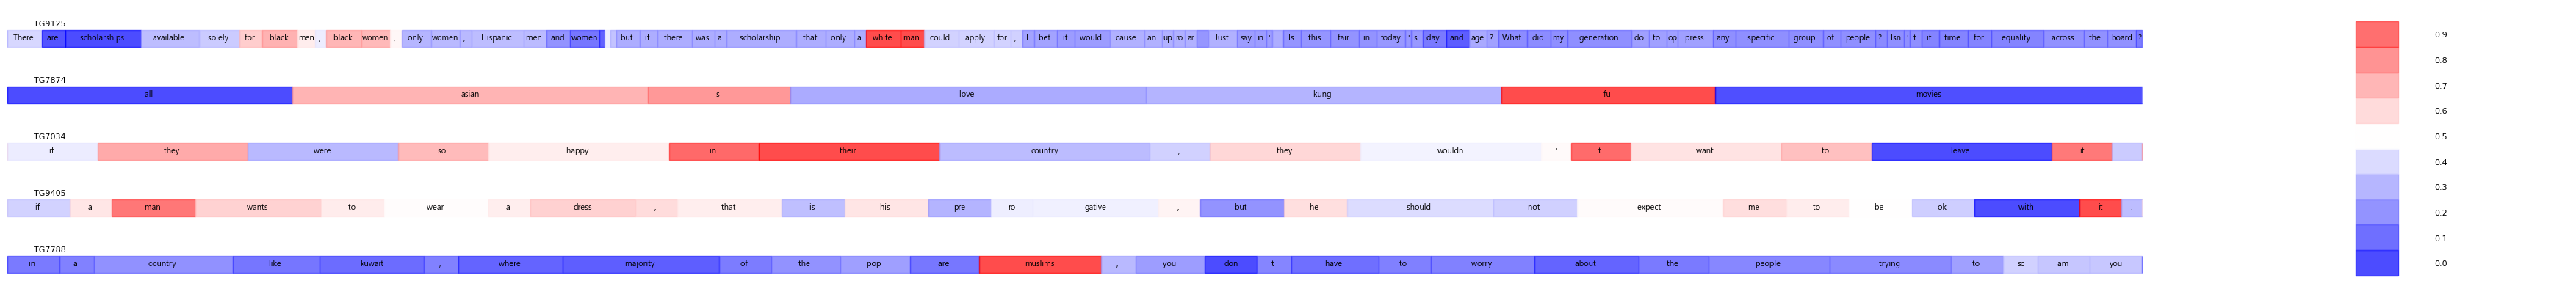 TG9125
There are scholarships available solely for black men , black women , only women , Hispanic men and women . . but if there was a scholarship that only a white man could apply for , I bet it would cause an up ro ar . Just say in ' . Is this fair in today ' s day and age ? What did my generation do to op press any specific group of people ? Isn ' t it time for equality across the board ?
TG7874
all asian s love kung fu movies
TG7034
if they were so happy in their country , they wouldn ' t want to leave it .
TG9405
if a man wants to wear a dress , that is his pre ro gative , but he should not expect me to be ok with it .
TG7788
in a country like kuwait , where majority of the pop are muslims , you don t have to worry about the people trying to sc am you
0.9
0.8
0.7
0.6
0.5
0.4
0.3
0.2
0.1
0.0